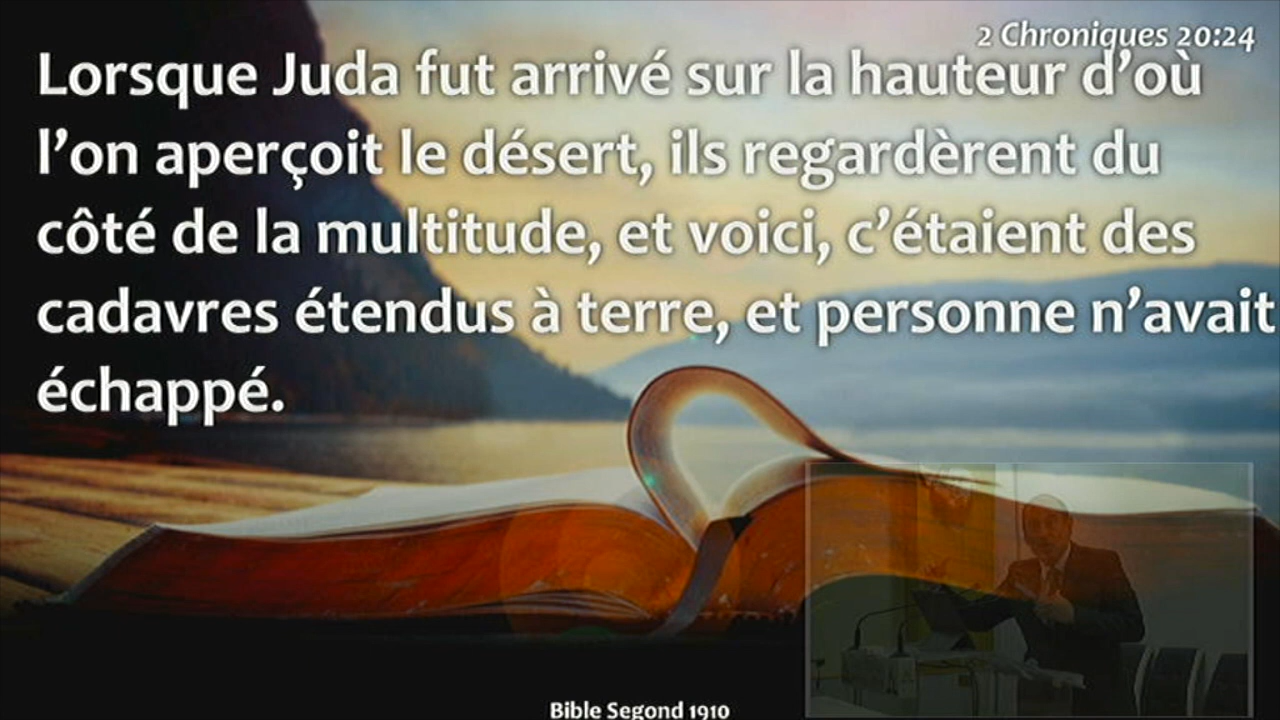 2 Chroniques 20:24
Lorsque Juda fut arrivé sur la hauteur d’où
l’on aperçoit le désert, ils regardèrent du
côté de la multitude, et voici, c’étaient des
cadavres étendus à terre, et personne n’avait
échappé.
Bible Segond 1910